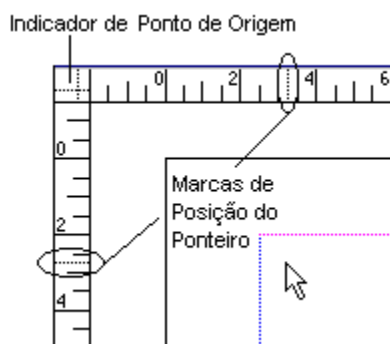 Indicador de Ponto de Origem
0 2 4 6
0
Marcas de
Posição do
2
Ponteiro
4